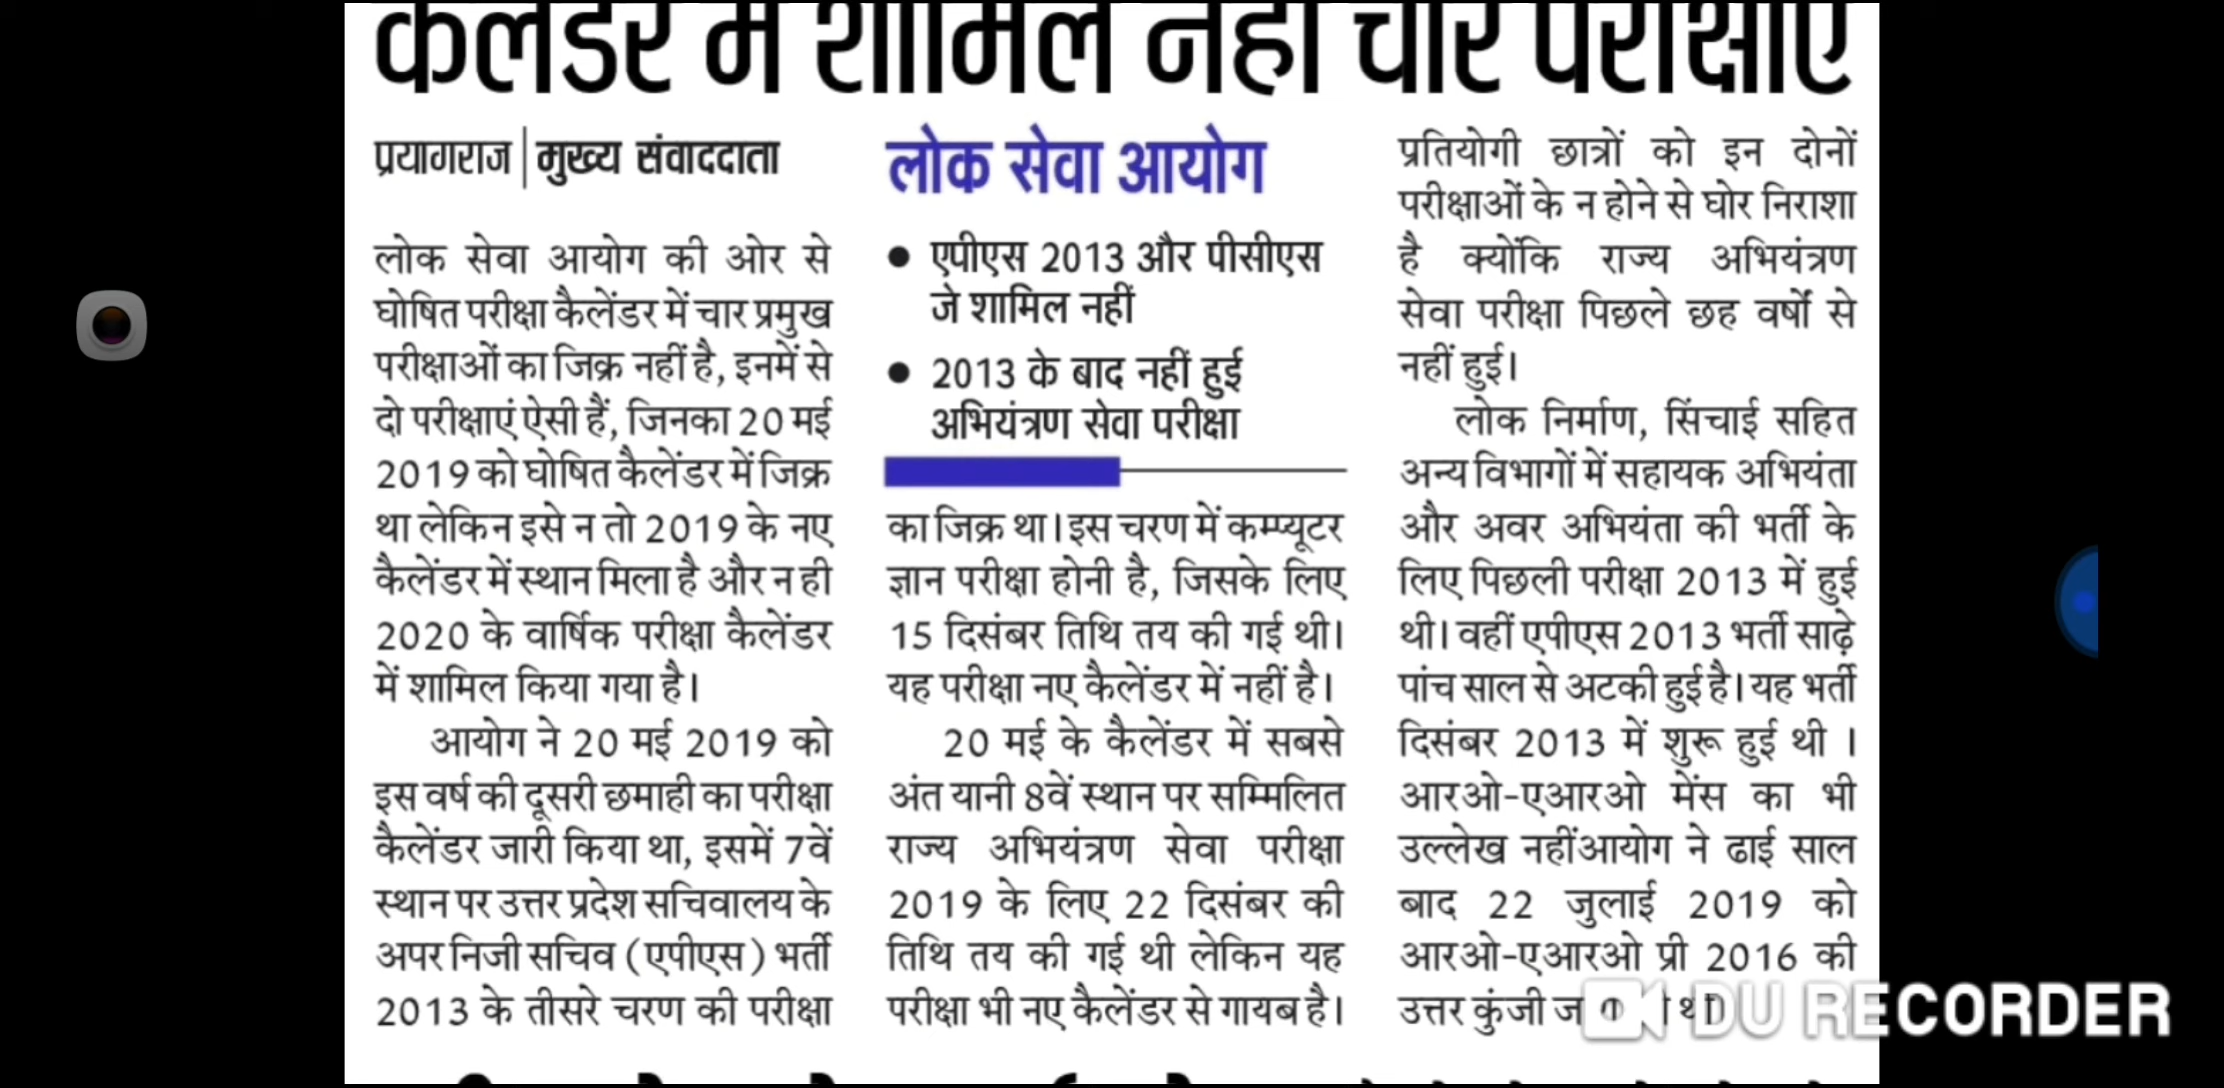 कैलेंडर में शामिल नहीं चार परीक्षाएं
प्रयागराज | मुख्य संवाददाता
लोक सेवा आयोग की ओर से
घोषित परीक्षा कैलेंडर में चार प्रमुख
परीक्षाओं का जिक्र नहीं है, इनमें से
दो परीक्षाएं ऐसी हैं, जिनका 20 मई
2019 को घोषित कैलेंडर में जिक्र
था लेकिन इसे न तो 2019 के नए
कैलेंडर में स्थान मिला है और न ही
2020 के वार्षिक परीक्षा कैलेंडर
में शामिल किया गया है।
आयोग ने 20 मई 2019 को
इस वर्ष की दूसरी छमाही का परीक्षा
कैलेंडर जारी किया था, इसमें 7वें
स्थान पर उत्तर प्रदेश सचिवालय के
अपर निजी सचिव (एपीएस) भर्ती
2013 के तीसरे चरण की परीक्षा
लोक सेवा आयोग
● एपीएस 2013 और पीसीएस
जे शामिल नहीं
● 2013 के बाद नहीं हुई
अभियंत्रण सेवा परीक्षा
का जिक्र था। इस चरण में कम्प्यूटर
ज्ञान परीक्षा होनी है, जिसके लिए
15 दिसंबर तिथि तय की गई थी।
यह परीक्षा नए कैलेंडर में नहीं है।
20 मई के कैलेंडर में सबसे
अंत यानी 8वें स्थान पर सम्मिलित
राज्य अभियंत्रण सेवा परीक्षा
2019 के लिए 22 दिसंबर की
तिथि तय की गई थी लेकिन यह
परीक्षा भी नए कैलेंडर से गायब है।
प्रतियोगी छात्रों को इन दोनों
परीक्षाओं के न होने से घोर निराशा
है क्योंकि राज्य अभियंत्रण
सेवा परीक्षा पिछले छह वर्षों से
नहीं हुई।
लोक निर्माण, सिंचाई सहित
अन्य विभागों में सहायक अभियंता
और अवर अभियंता की भर्ती के
लिए पिछली परीक्षा 2013 में हुई
थी। वहीं एपीएस 2013 भर्ती साढ़े
पांच साल से अटकी हुई है। यह भर्ती
दिसंबर 2013 में शुरू हुई थी ।
आरओ-एआरओ मेंस का भी
उल्लेख नहींआयोग ने ढाई साल
बाद 22 जुलाई 2019 को
आरओ-एआरओ प्री 2016 की
उत्तर कुंजी
DU RECORDER